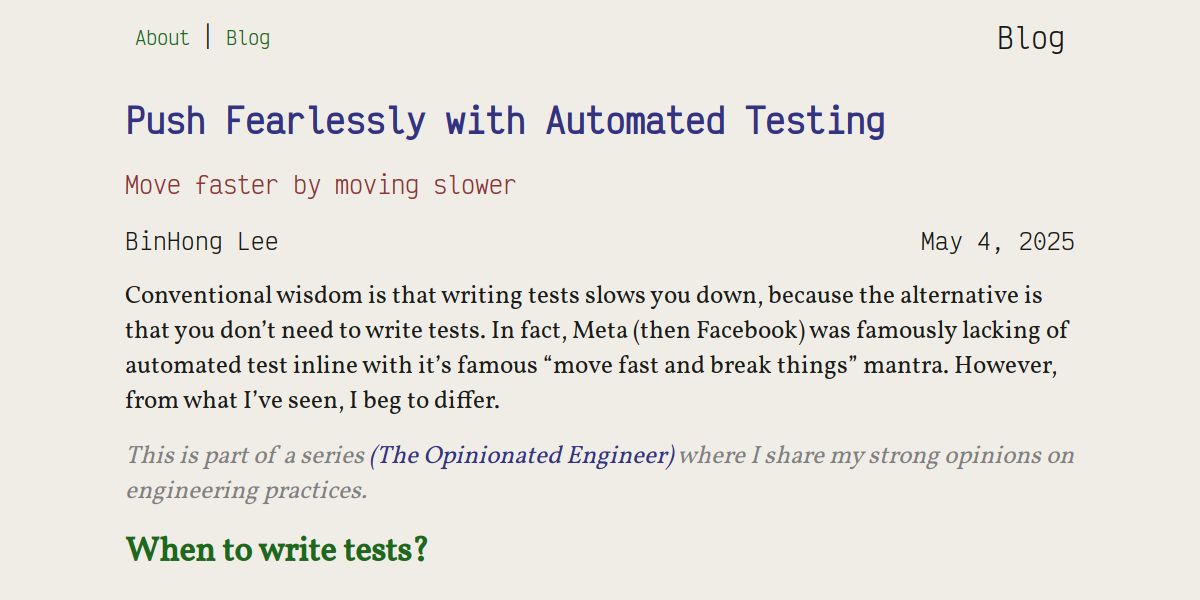 About | Blog
Blog
Push Fearlessly with Automated Testing
Move faster by moving slower
BinHong Lee
May 4, 2025
Conventional wisdom is that writing tests slows you down, because the alternative is
that you don’t need to write tests. In fact, Meta (then Facebook) was famously lacking of
automated test inline with it’s famous “move fast and break things” mantra. However,
from what I’ve seen, I beg to differ.
This is part of a series (The Opinionated Engineer) where I share my strong opinions on
engineering practices.
When to write tests?